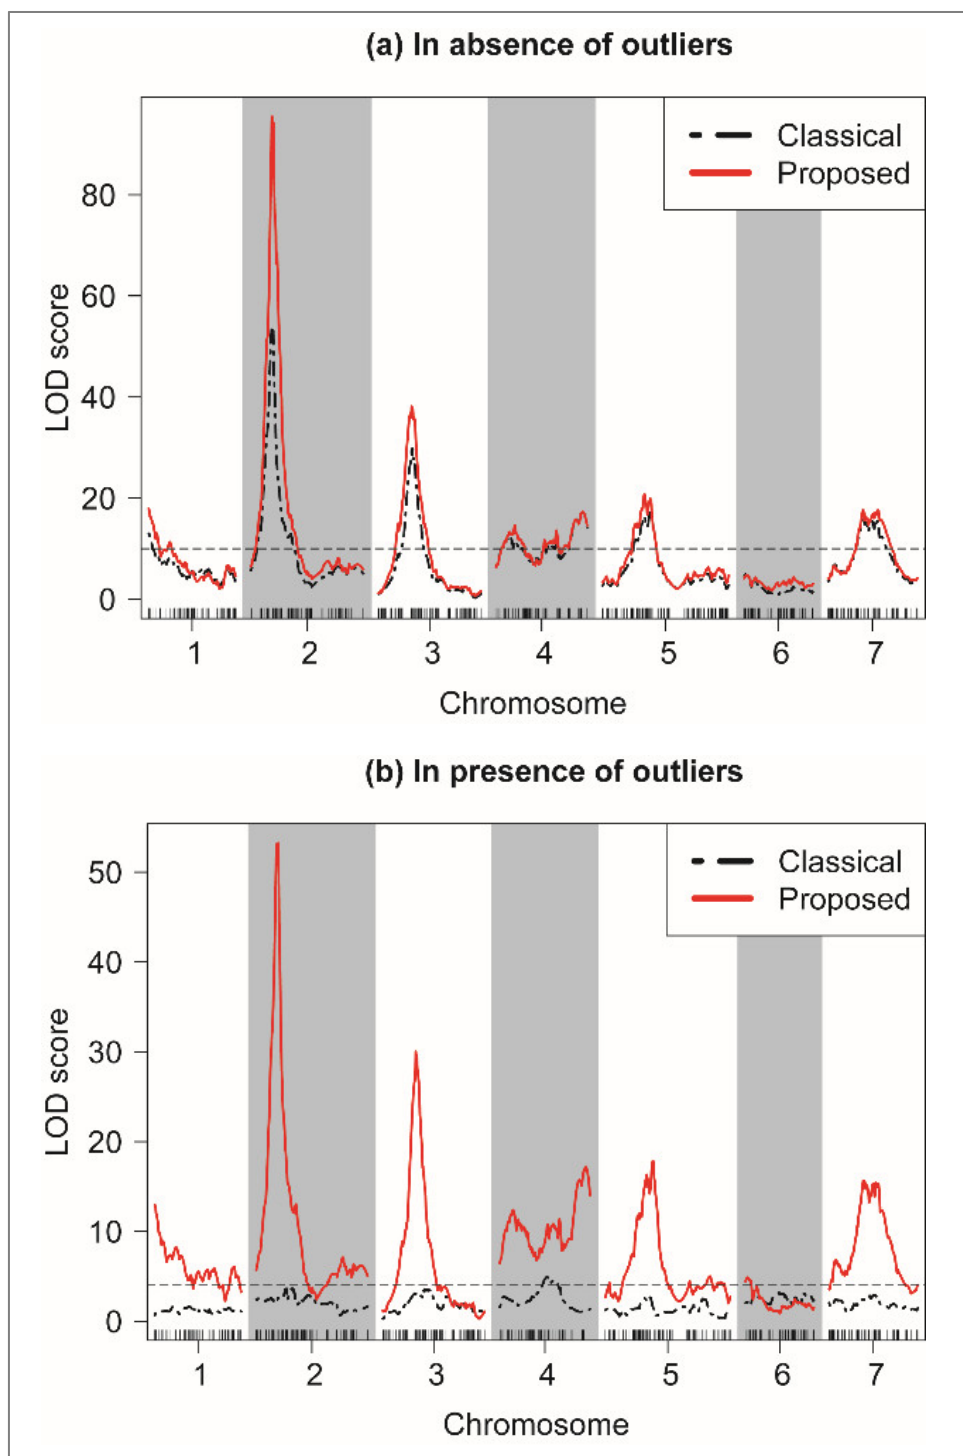 (a) In absence of outliers
Classical
Proposed
80
60
40
20
0
LOD score
1 2 3 4 5 6 7
Chromosome
(b) In presence of outliers
Classical
Proposed
50
40
30
20
10
0
LOD score
1 2 3 4 5 6 7
Chromosome